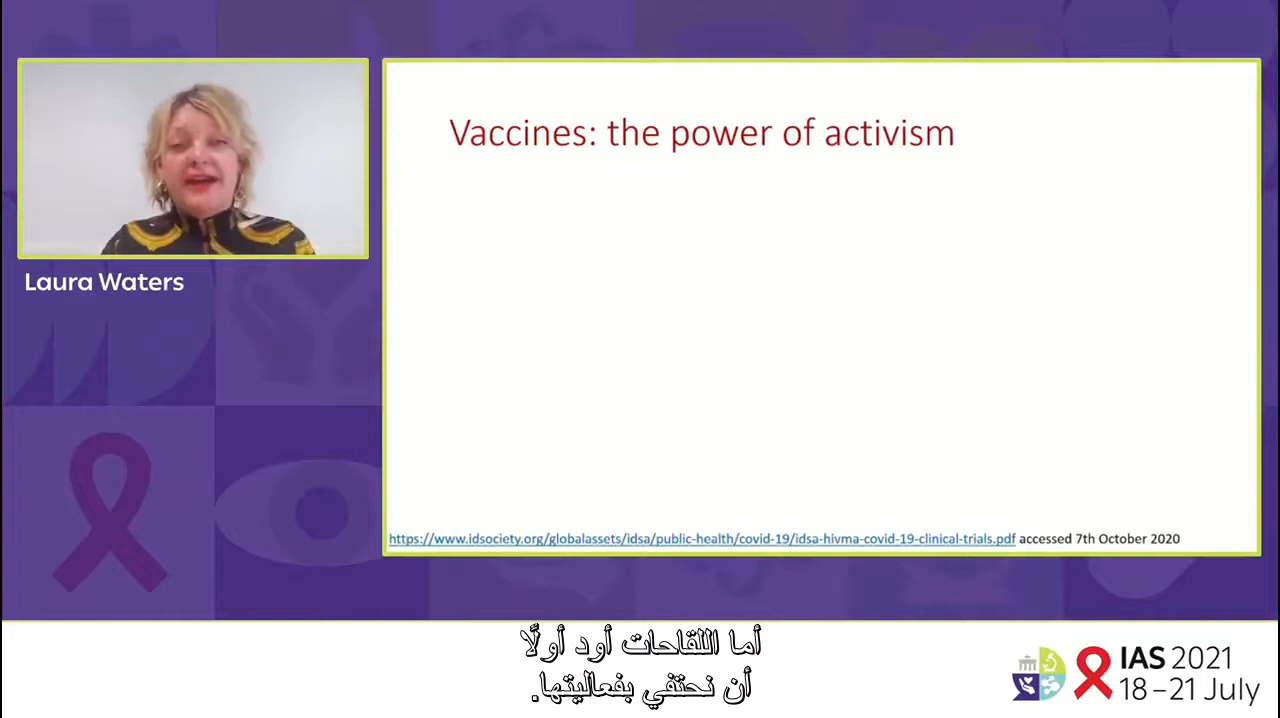 Vaccines: the power of activism
Laura Waters
https://www.idsociety.org/globalassets/idsa/public-health/covid-19/idsa-hivma-covid-19-clinical-trials.pdf accessed 7th October 2020
أما اللقاحات أود أولًا
أن نحتفي بفعاليتها.
IAS 2021
18–21 July